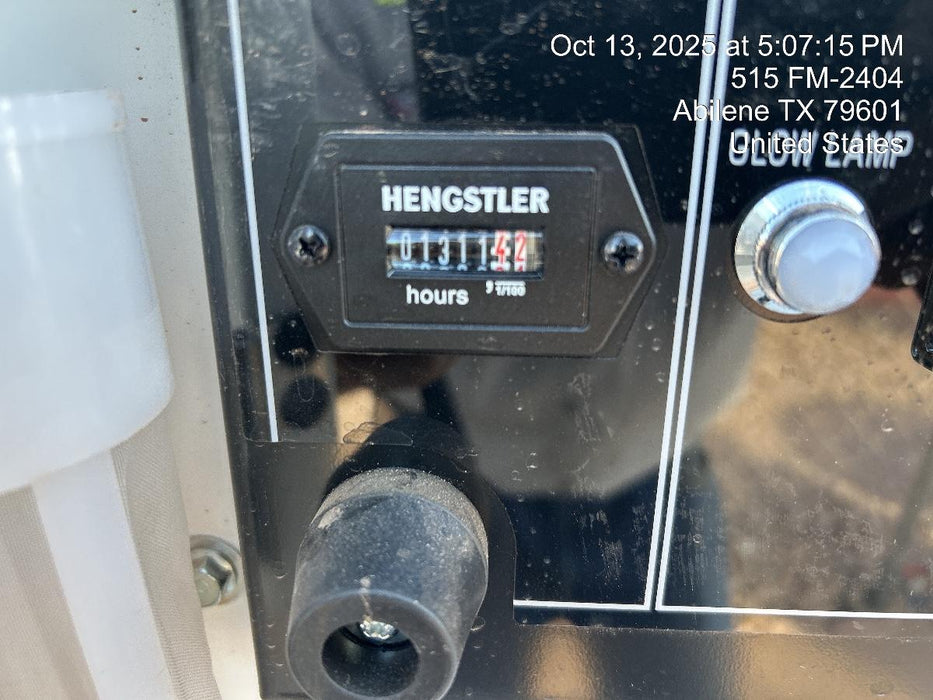 Oct 13, 2025 at 5:07:15 PM
515 FM-2404
Abilene TX 79601
United States
GLOW LAMP
HENGSTLER
0131142
hours , 1/100